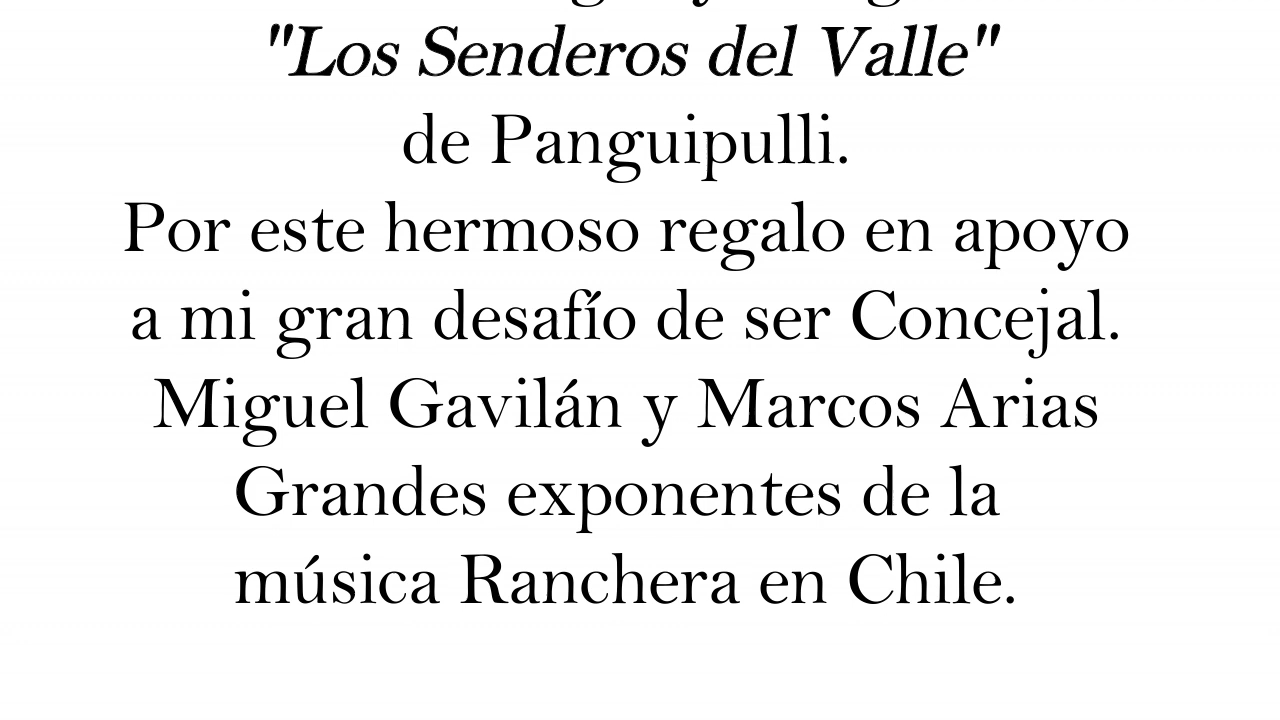 "Los Senderos del Valle"
de Panguipulli.
Por este hermoso regalo en apoyo
a mi gran desafío de ser Concejal.
Miguel Gavilán y Marcos Arias
Grandes exponentes de la
música Ranchera en Chile.